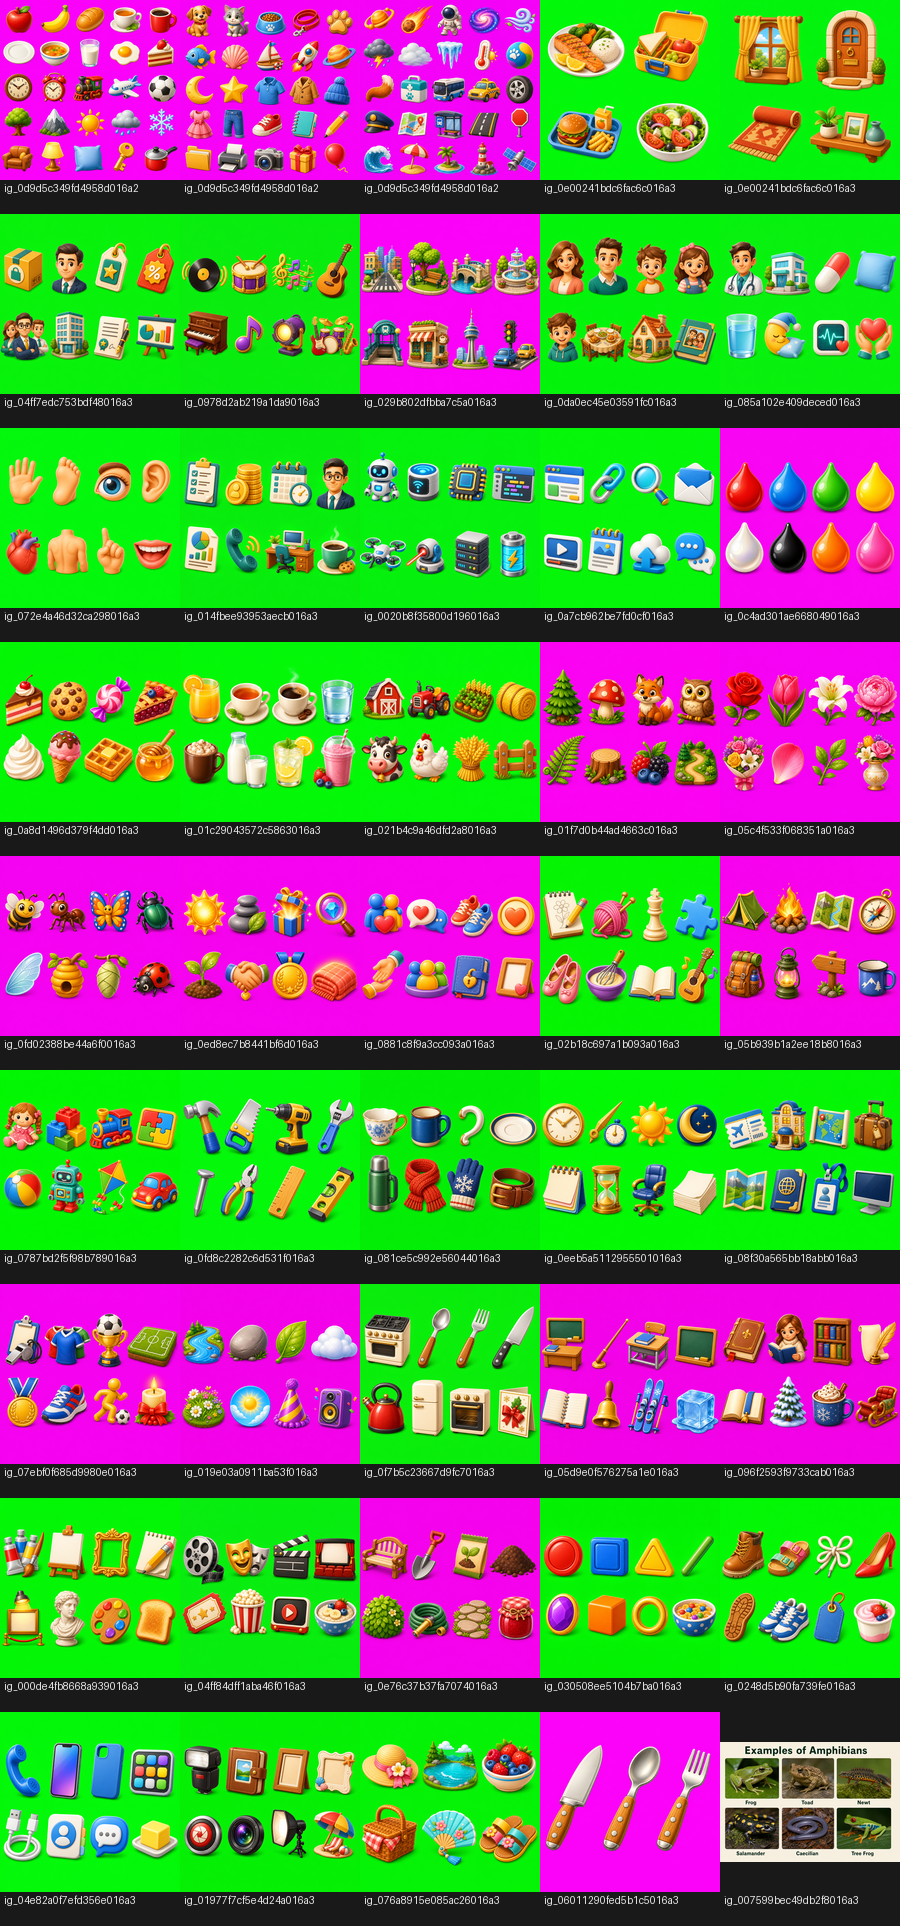 ig_0d9d5c349fd4958d016a2
ig_0d9d5c349fd4958d016a2
ig_0d9d5c349fd4958d016a2
ig_0e00241bdc6fac6c016a3
ig_0e00241bdc6fac6c016a3
ig_04ff7edc753bdf48016a3
ig_0978d2ab219a1da9016a3
ig_029b802dfbba7c5a016a3
ig_0da0ec45e03591fc016a3
ig_085a102e409deced016a3
ig_072e4a46d32ca298016a3
ig_014fbee93953aecb016a3
ig_0020b8f35800d196016a3
ig_0a7cb962be7fd0cf016a3
ig_0c4ad301ae668049016a3
ig_0a8d1496d379f4dd016a3
ig_01c29043572c5863016a3
ig_021b4c9a46dfd2a8016a3
ig_01f7d0b44ad4663c016a3
ig_05c4f533f068351a016a3
ig_0fd02388be44a6f0016a3
ig_0ed8ec7b8441bf6d016a3
ig_0881c8f9a3cc093a016a3
ig_02b18c697a1b093a016a3
ig_05b939b1a2ee18b8016a3
ig_0787bd2f5f98b789016a3
ig_0fd8c2282c6d531f016a3
ig_081ce5c992e56044016a3
ig_0eeb5a5112955501016a3
ig_08f30a565bb18abb016a3
ig_07ebf0f685d9980e016a3
ig_019e03a0911ba53f016a3
ig_0f7b5c23667d9fc7016a3
ig_05d9e0f576275a1e016a3
ig_096f2593f9733cab016a3
ig_000de4fb8668a939016a3
ig_04ff84dff1aba46f016a3
ig_0e76c37b37fa7074016a3
ig_030508ee5104b7ba016a3
ig_0248d5b90fa739fe016a3
Examples of Amphibians
Frog
Toad
Newt
Salamander
Caecilian
Tree Frog
ig_04e82a0f7efd356e016a3
ig_01977f7cf5e4d24a016a3
ig_076a8915e085ac26016a3
ig_06011290fed5b1c5016a3
ig_007599bec49db2f8016a3